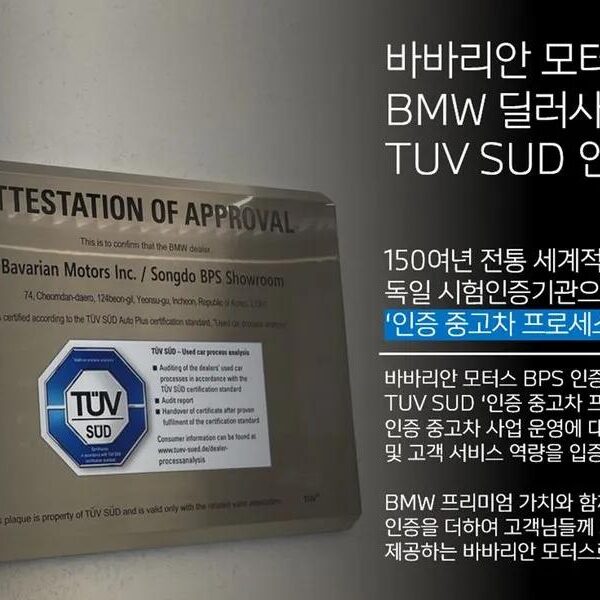 TTESTATION OF APPROVAL
This is to confirm that the BMW dealer,
Bavarian Motors Inc. / Songdo BPS Showroom
74, Cheomdan-daero, 124beon-gil, Yeonsu-gu, Incheon, Republic of Korea
certified according to the TÜV SÜD Auto Plus certification standard, "Used car process analysis"
TÜV SÜD – Used car process analysis
■ Auditing of the dealers' used car
processes in accordance with the
TÜV SÜD certification standard
■ Audit report
■ Handover of certificate after proven
fulfilment of the certification standard
Consumer information can be found at
www.tuev-sued.de/dealer-
processanalysis
TÜV
SÜD
plaque is property of TÜV SÜD and is valid only with the related valid
TÜV
바바리안 모터
BMW 딜러사
TUV SUD 인
150여년 전통 세계적
독일 시험인증기관으
'인증 중고차 프로세스
바바리안 모터스 BPS 인증
TUV SUD '인증 중고차 프
인증 중고차 사업 운영에 대
및 고객 서비스 역량을 입증
BMW 프리미엄 가치와 함께
인증을 더하여 고객님들께
제공하는 바바리안 모터스로